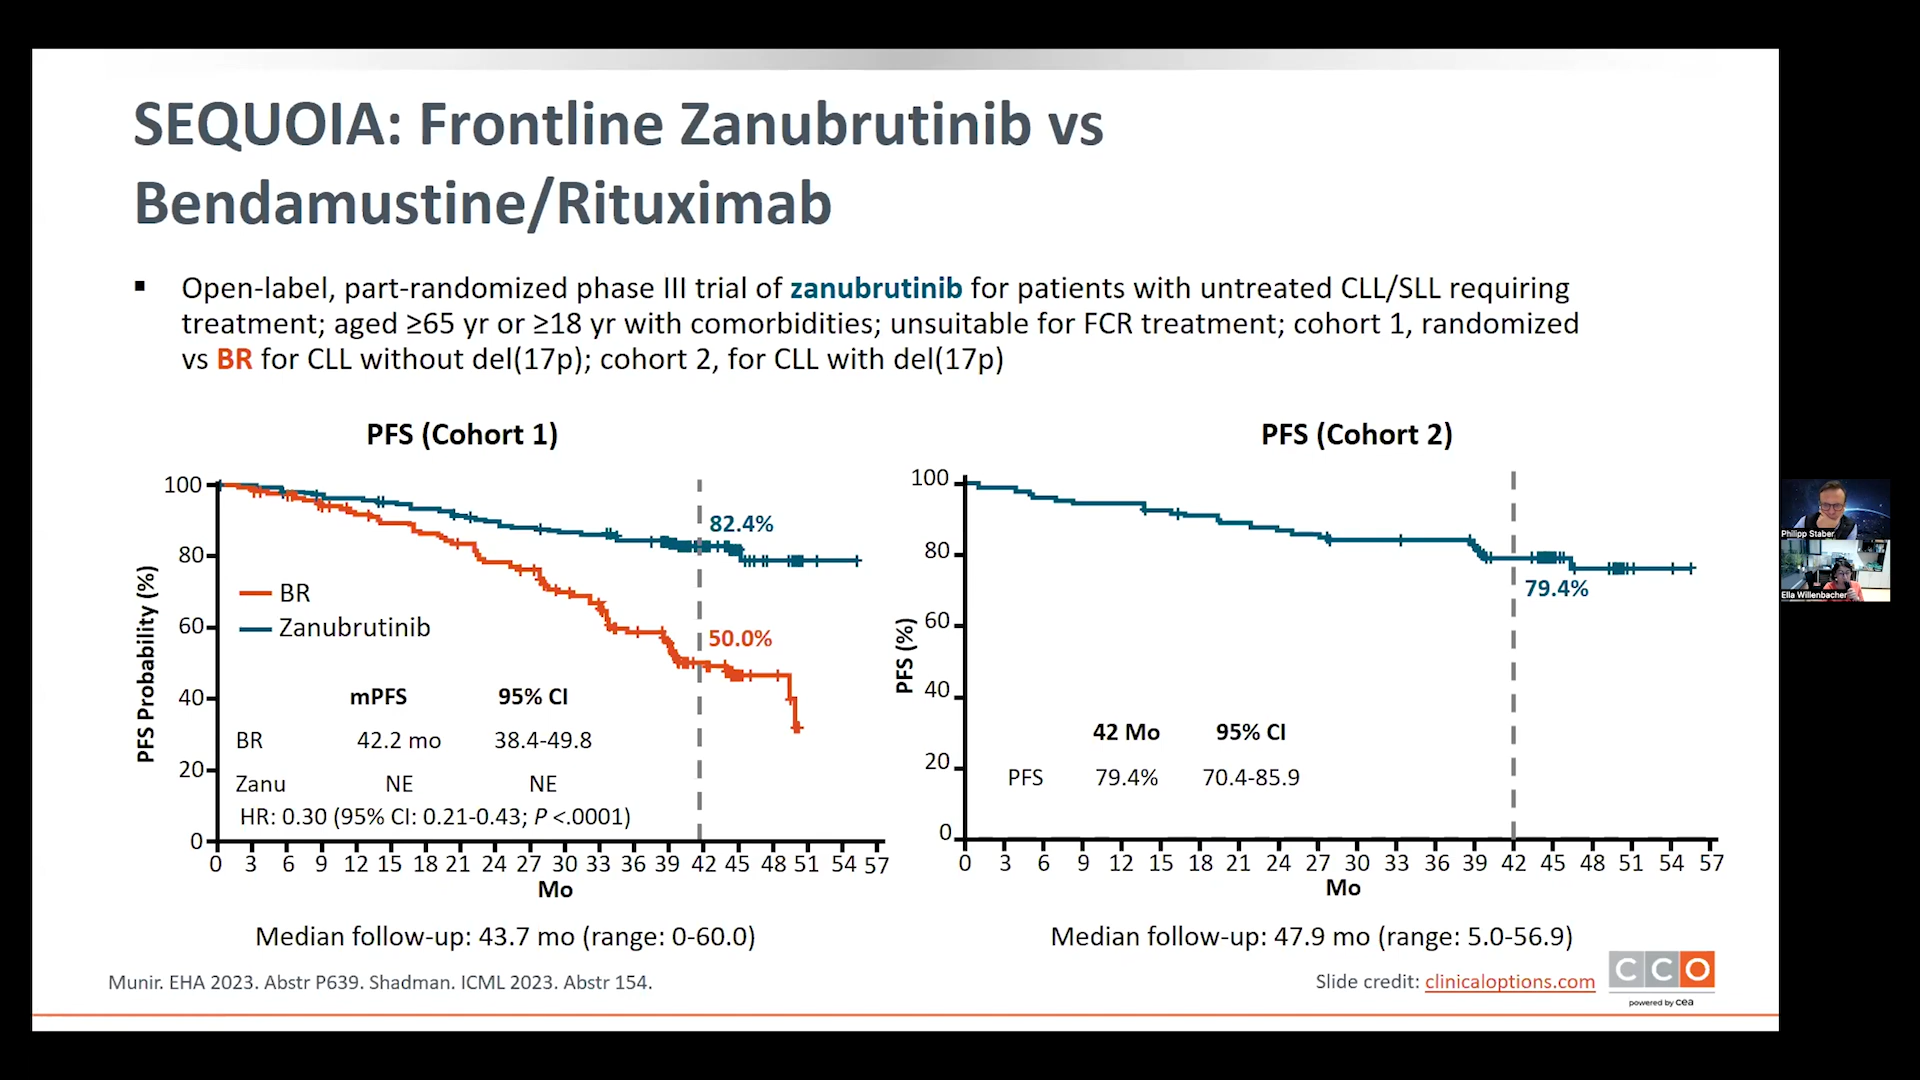 SEQUOIA: Frontline Zanubrutinib vs
Bendamustine/Rituximab
▪ Open-label, part-randomized phase III trial of zanubrutinib for patients with untreated CLL/SLL requiring
treatment; aged ≥65 yr or ≥18 yr with comorbidities; unsuitable for FCR treatment; cohort 1, randomized
vs BR for CLL without del(17p); cohort 2, for CLL with del(17p)
PFS (Cohort 1)
PFS Probability (%)
100
80
60
40
20
0
82.4%
50.0%
BR
Zanubrutinib
mPFS 95% CI
BR 42.2 mo 38.4-49.8
Zanu NE NE
HR: 0.30 (95% CI: 0.21-0.43; P <.0001)
0 3 6 9 12 15 18 21 24 27 30 33 36 39 42 45 48 51 54 57
Mo
Median follow-up: 43.7 mo (range: 0-60.0)
PFS (Cohort 2)
PFS (%)
100
80
60
40
20
0
79.4%
42 Mo 95% CI
PFS 79.4% 70.4-85.9
0 3 6 9 12 15 18 21 24 27 30 33 36 39 42 45 48 51 54 57
Mo
Median follow-up: 47.9 mo (range: 5.0-56.9)
Munir. EHA 2023. Abstr P639. Shadman. ICML 2023. Abstr 154.
Slide credit: clinicaloptions.com
CCO
powered by cea
Philipp Staber
Ella Willenbacher